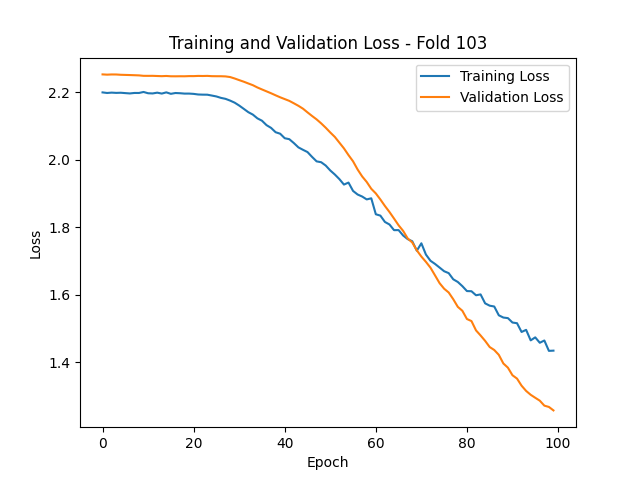 Training and Validation Loss - Fold 103
Training Loss
Validation Loss
Loss
2.2
2.0
1.8
1.6
1.4
0
20
40
60
80
100
Epoch